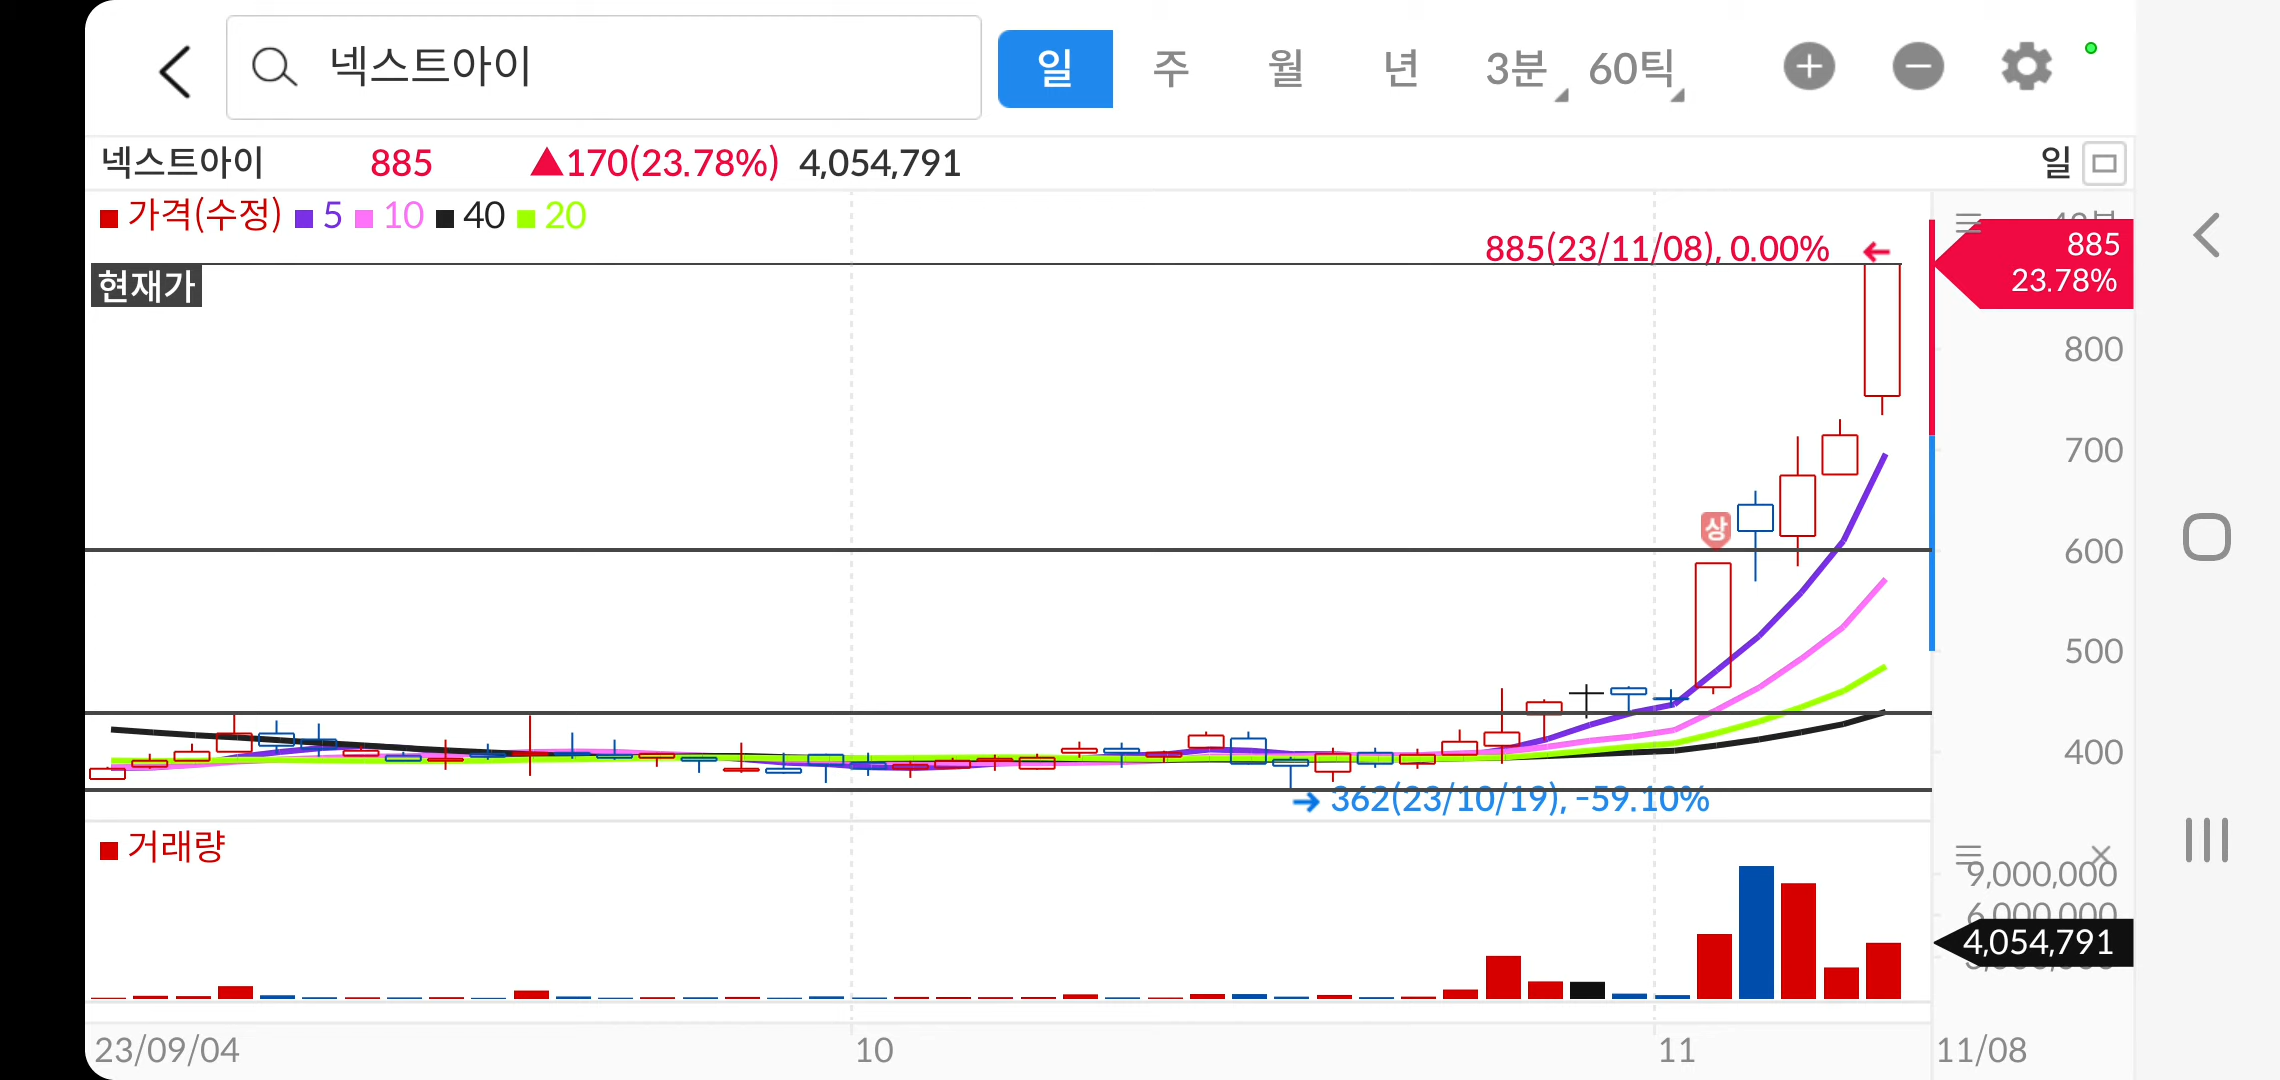 넥스트아이
일 주 월 년 3분 60틱
넥스트아이 885 ▲170(23.78%) 4,054,791 일
가격(수정) 5 10 40 20
885(23/11/08), 0.00%
885
23.78%
현재가
800
700
상
600
500
400
362(23/10/19), -59.10%
거래량
9,000,000
6,000,000
4,054,791
23/09/04 10 11 11/08